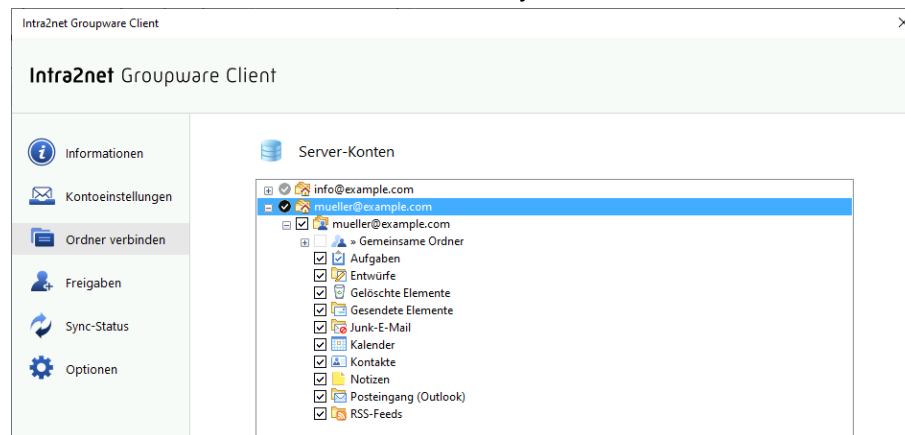 Intra2net Groupware Client
Intra2net Groupware Client
Informationen
Kontoeinstellungen
Ordner verbinden
Freigaben
Sync-Status
Optionen
Server-Konten
info@example.com
mueller@example.com
mueller@example.com
» Gemeinsame Ordner
Aufgaben
Entwürfe
Gelöschte Elemente
Gesendete Elemente
Junk-E-Mail
Kalender
Kontakte
Notizen
Posteingang (Outlook)
RSS-Feeds